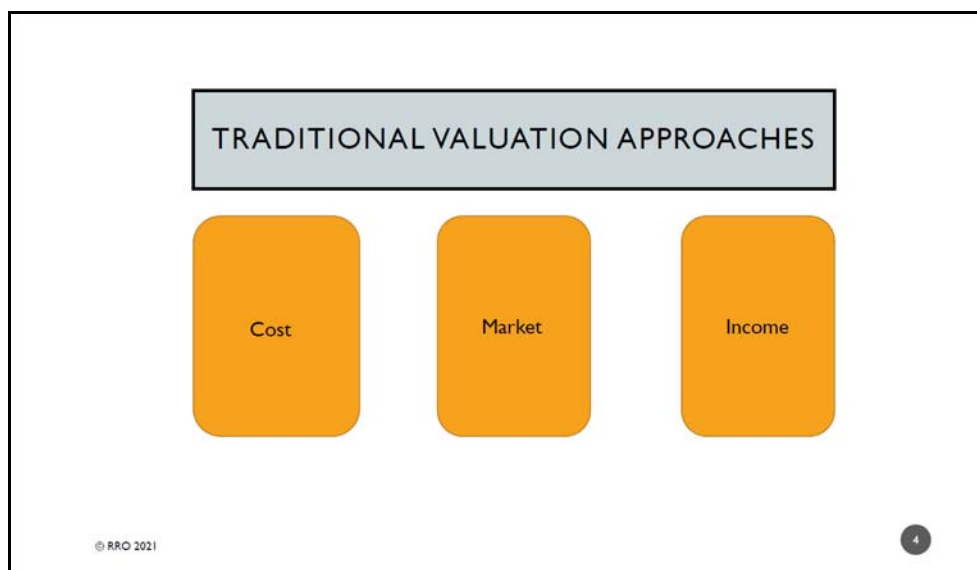 TRADITIONAL VALUATION APPROACHES
Cost
Market
Income
© RRO 2021
4